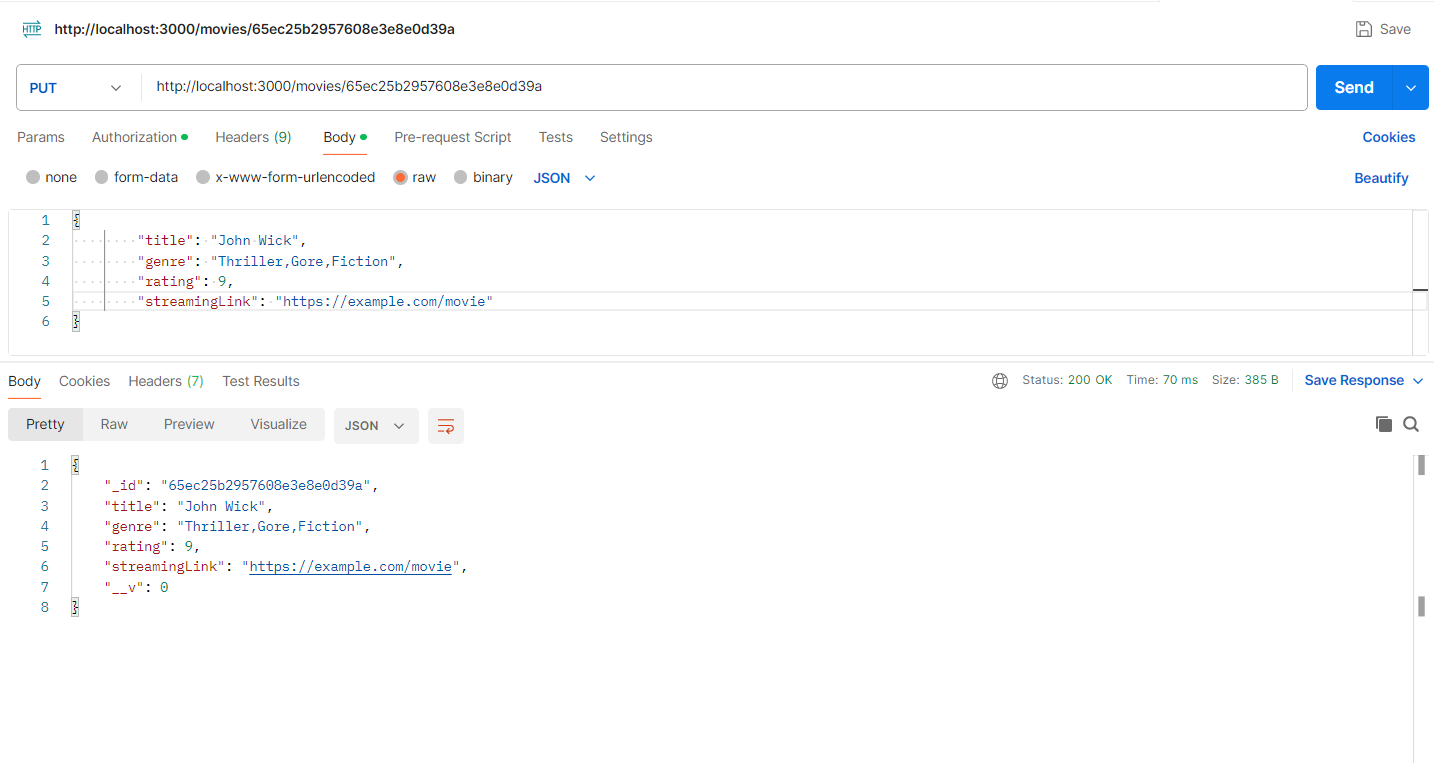 HTTP http://localhost:3000/movies/65ec25b2957608e3e8e0d39a Save
PUT http://localhost:3000/movies/65ec25b2957608e3e8e0d39a Send
Params Authorization Headers (9) Body Pre-request Script Tests Settings Cookies
none form-data x-www-form-urlencoded raw binary JSON Beautify
1 {
2 "title": "John Wick",
3 "genre": "Thriller,Gore,Fiction",
4 "rating": 9,
5 "streamingLink": "https://example.com/movie"
6 }
Body Cookies Headers (7) Test Results Status: 200 OK Time: 70 ms Size: 385 B Save Response
Pretty Raw Preview Visualize JSON
1 {
2 "_id": "65ec25b2957608e3e8e0d39a",
3 "title": "John Wick",
4 "genre": "Thriller,Gore,Fiction",
5 "rating": 9,
6 "streamingLink": "https://example.com/movie",
7 "__v": 0
8 }